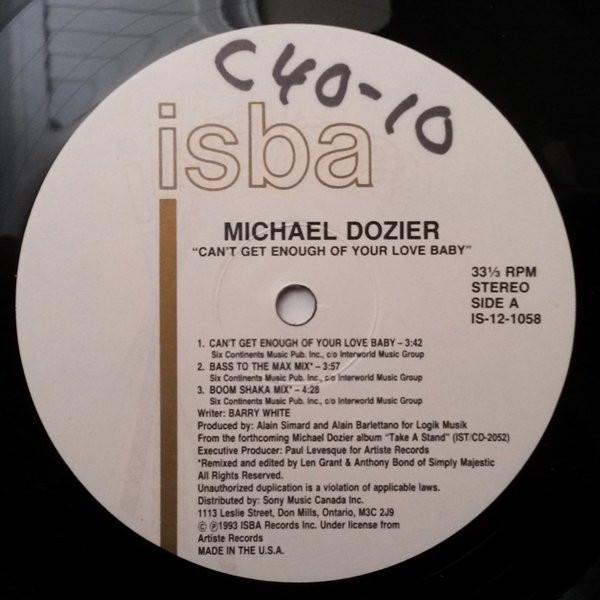 C40-10
isba
MICHAEL DOZIER
"CAN'T GET ENOUGH OF YOUR LOVE BABY"
33⅓ RPM
STEREO
SIDE A
IS-12-1058
1. CAN'T GET ENOUGH OF YOUR LOVE BABY – 3:42
Six Continents Music Pub. Inc., c/o Interworld Music Group
2. BASS TO THE MAX MIX* – 3:57
Six Continents Music Pub. Inc., c/o Interworld Music Group
3. BOOM SHAKA MIX* – 4:28
Six Continents Music Pub. Inc., c/o Interworld Music Group
Writer: BARRY WHITE
Produced by: Alain Simard and Alain Barlettano for Logik Musik
From the forthcoming Michael Dozier album "Take A Stand" (IST/CD-2052)
Executive Producer: Paul Levesque for Artiste Records
*Remixed and edited by Len Grant & Anthony Bond of Simply Majestic
All Rights Reserved.
Unauthorized duplication is a violation of applicable laws.
Distributed by: Sony Music Canada Inc.
1113 Leslie Street, Don Mills, Ontario, M3C 2J9
© ℗1993 ISBA Records Inc. Under license from
Artiste Records
MADE IN THE U.S.A.